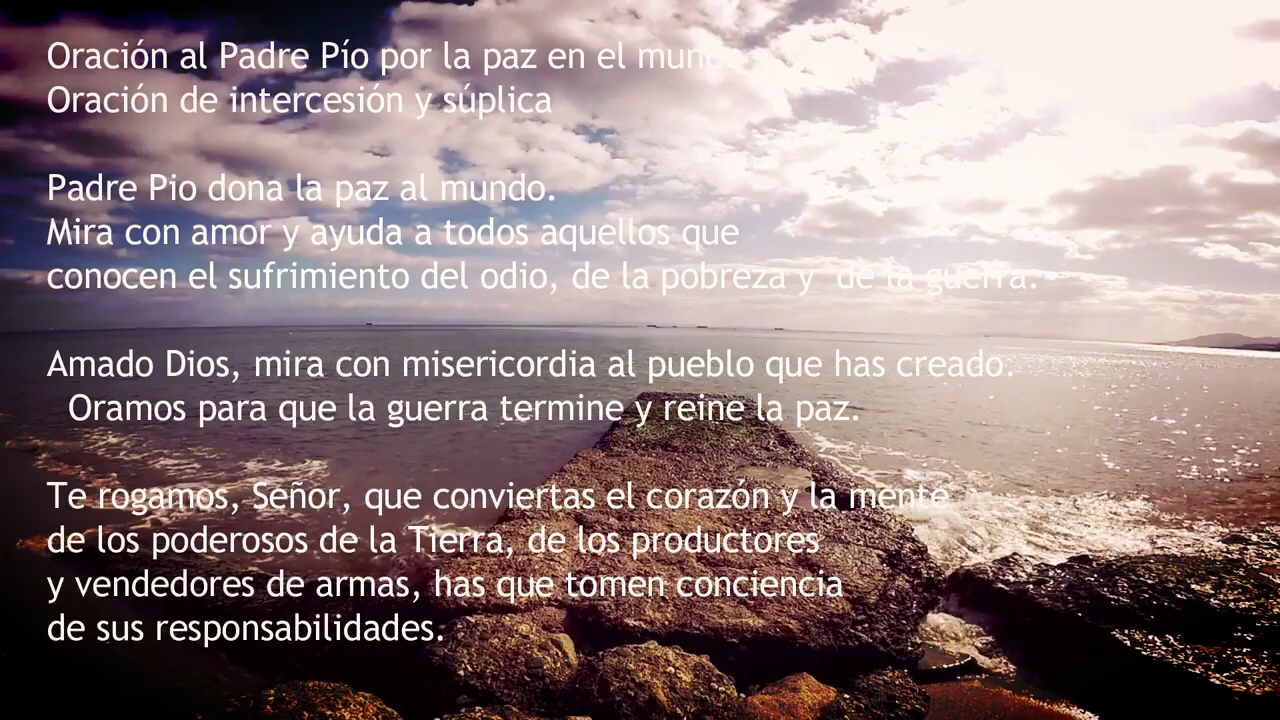 Oración al Padre Pío por la paz en el mundo
Oración de intercesión y súplica
Padre Pio dona la paz al mundo.
Mira con amor y ayuda a todos aquellos que
conocen el sufrimiento del odio, de la pobreza y  de la guerra.
Amado Dios, mira con misericordia al pueblo que has creado.
Oramos para que la guerra termine y reine la paz.
Te rogamos, Señor, que conviertas el corazón y la mente
de los poderosos de la Tierra, de los productores
y vendedores de armas, has que tomen conciencia
de sus responsabilidades.